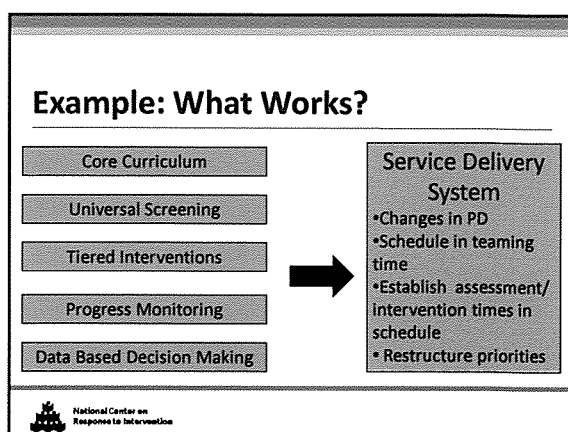 Example: What Works?
Core Curriculum
Universal Screening
Tiered Interventions
Progress Monitoring
Data Based Decision Making
Service Delivery
System
•Changes in PD
•Schedule in teaming
time
•Establish assessment/
intervention times in
schedule
• Restructure priorities
National Center on
Response to Intervention